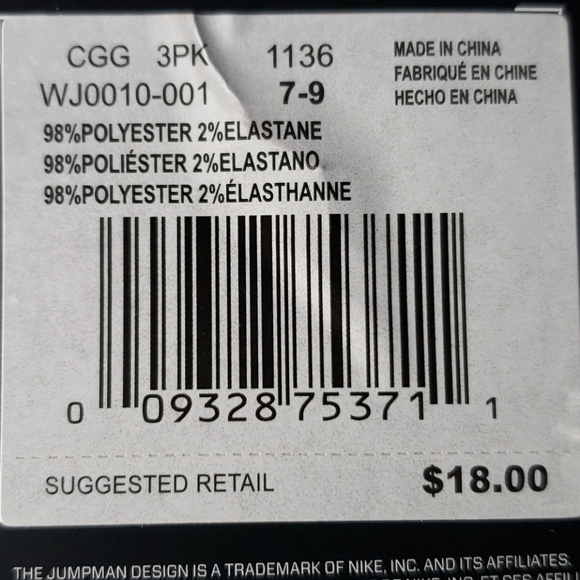 CGG 3PK 1136
WJ0010-001 7-9
MADE IN CHINA
FABRIQUÉ EN CHINE
HECHO EN CHINA
98%POLYESTER 2%ELASTANE
98%POLIÉSTER 2%ELASTANO
98%POLYESTER 2%ÉLASTHANNE
0 09328 75371 1
SUGGESTED RETAIL $18.00
THE JUMPMAN DESIGN IS A TRADEMARK OF NIKE, INC. AND ITS AFFILIATES.